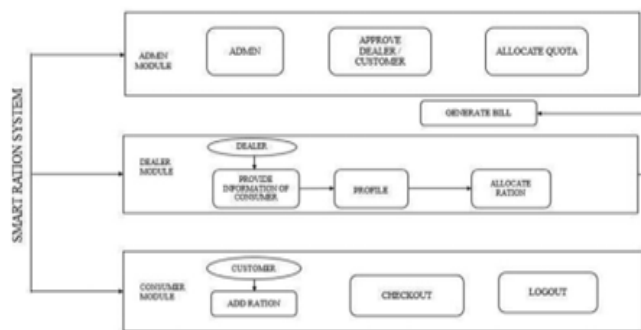 SMART RATION SYSTEM
ADMIN
MODULE
ADMIN
APPROVE
DEALER /
CUSTOMER
ALLOCATE QUOTA
GENERATE BILL
DEALER
MODULE
DEALER
PROVIDE
INFORMATION OF
CONSUMER
PROFILE
ALLOCATE
RATION
CONSUMER
MODULE
CUSTOMER
ADD RATION
CHECKOUT
LOGOUT